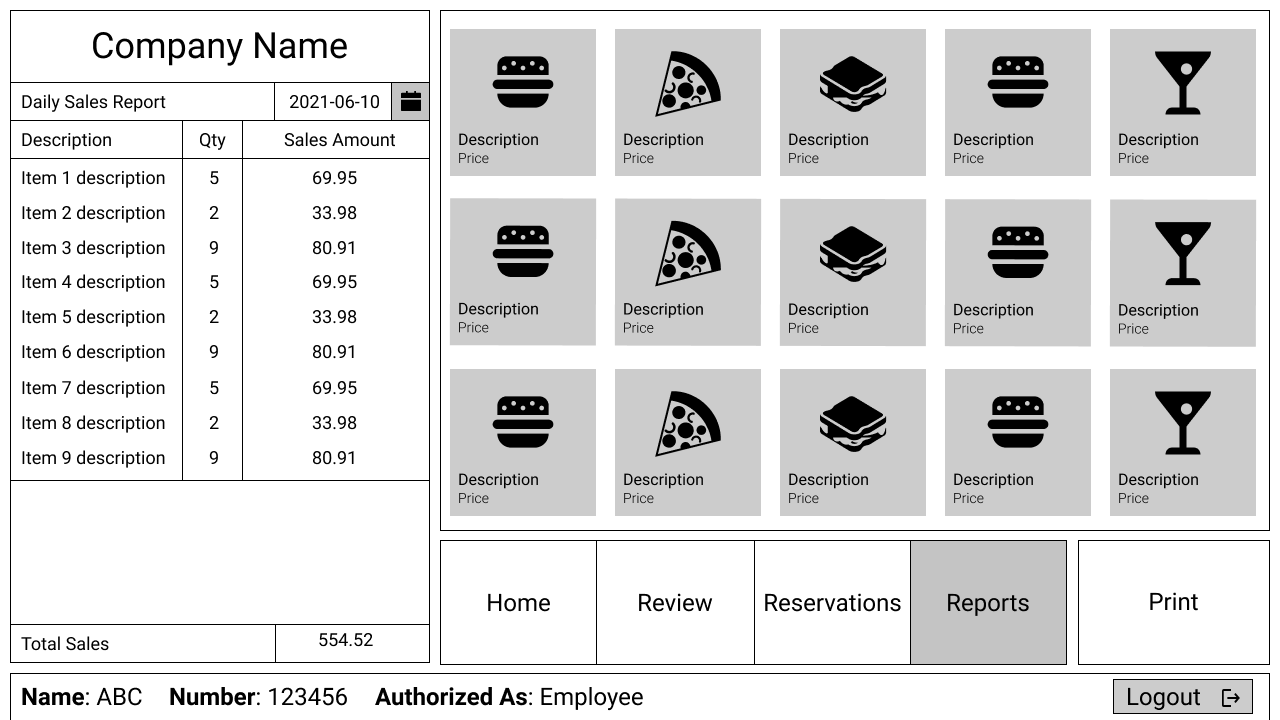 Company Name
Daily Sales Report 2021-06-10
Description Qty Sales Amount
Item 1 description 5 69.95
Item 2 description 2 33.98
Item 3 description 9 80.91
Item 4 description 5 69.95
Item 5 description 2 33.98
Item 6 description 9 80.91
Item 7 description 5 69.95
Item 8 description 2 33.98
Item 9 description 9 80.91
Total Sales 554.52
Description Description Description Description Description
Price Price Price Price Price
Description Description Description Description Description
Price Price Price Price Price
Description Description Description Description Description
Price Price Price Price Price
Home Review Reservations Reports Print
Name: ABC Number: 123456 Authorized As: Employee Logout